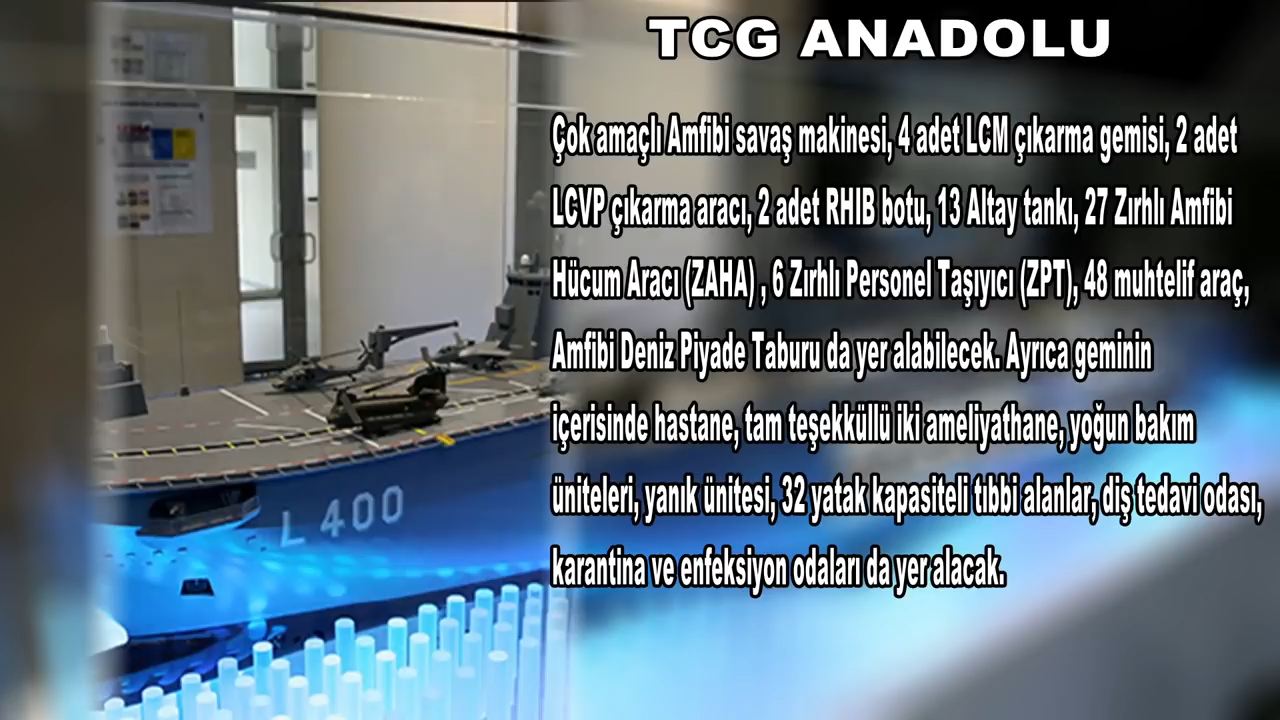 TCG ANADOLU
Çok amaçlı Amfibi savaş makinesi, 4 adet LCM çıkarma gemisi, 2 adet
LCVP çıkarma aracı, 2 adet RHIB botu, 13 Altay tankı, 27 Zırhlı Amfibi
Hücum Aracı (ZAHA) , 6 Zırhlı Personel Taşıyıcı (ZPT), 48 muhtelif araç,
Amfibi Deniz Piyade Taburu da yer alabilecek. Ayrıca geminin
içerisinde hastane, tam teşekküllü iki ameliyathane, yoğun bakım
üniteleri, yanık ünitesi, 32 yatak kapasiteli tıbbi alanlar, diş tedavi odası,
karantina ve enfeksiyon odaları da yer alacak.
L 400